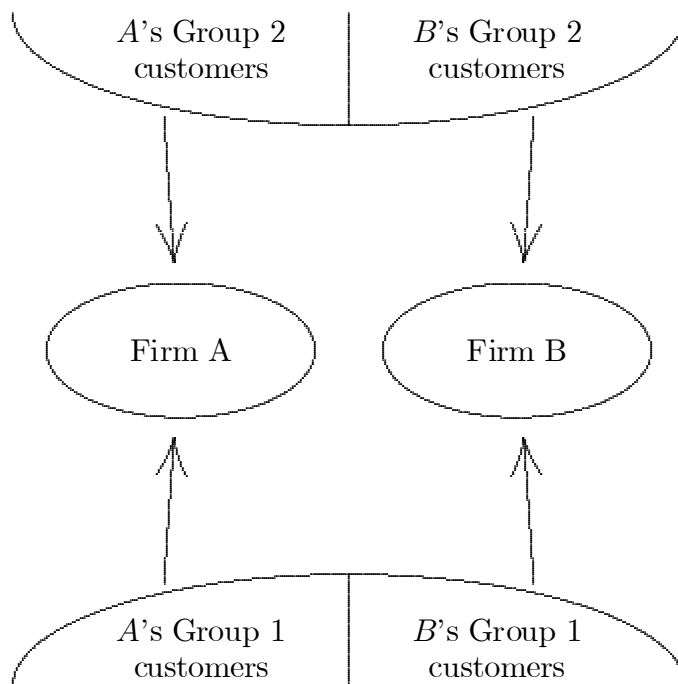 A's Group 2
customers
B's Group 2
customers
Firm A
Firm B
A's Group 1
customers
B's Group 1
customers